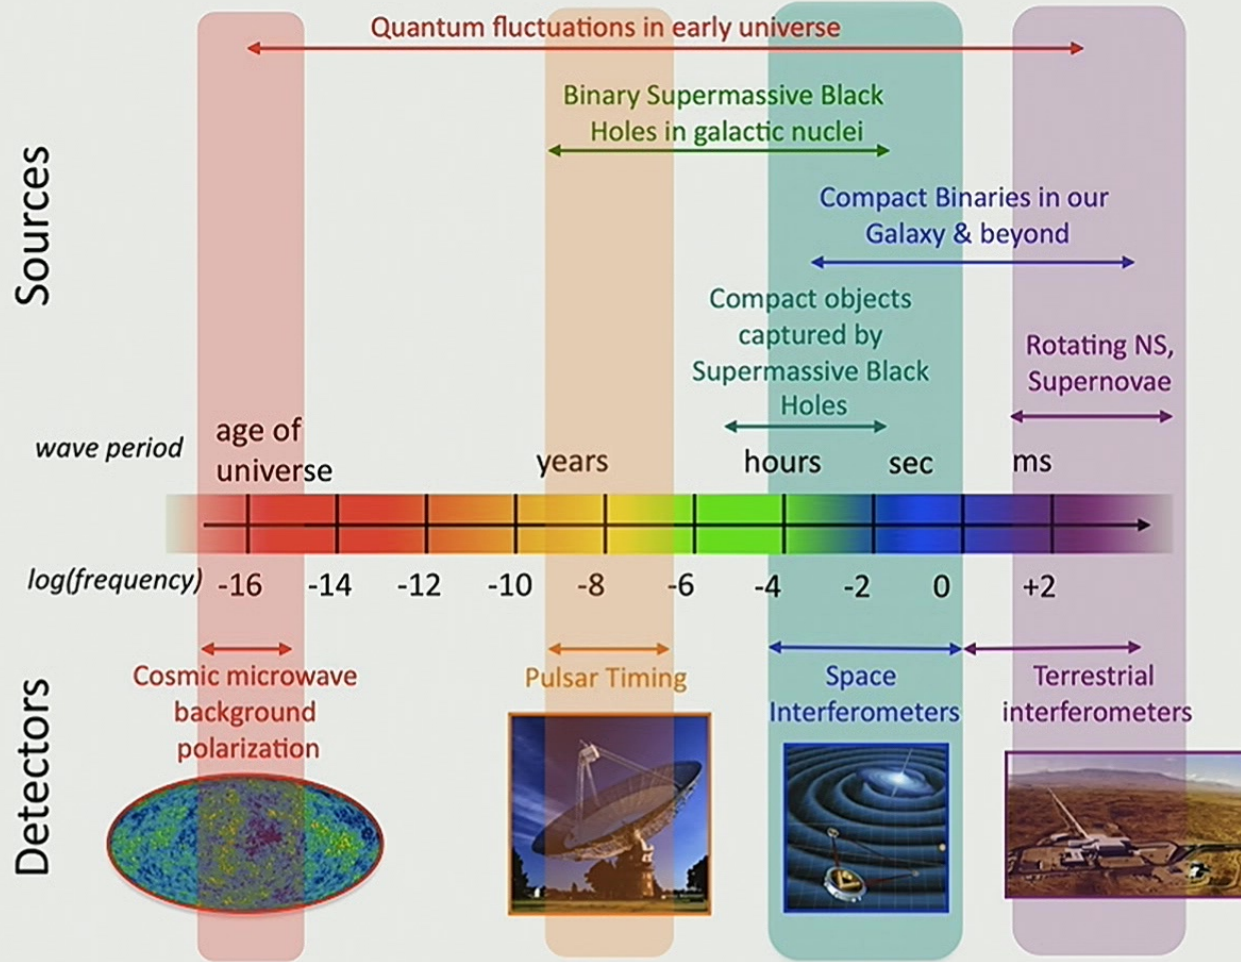 Quantum fluctuations in early universe
Binary Supermassive Black
Holes in galactic nuclei
Sources
Compact Binaries in our
Galaxy & beyond
Compact objects
captured by
Supermassive Black
Holes
Rotating NS,
Supernovae
wave period
age of
universe
years
hours
sec
ms
log(frequency)
-16
-14
-12
-10
-8
-6
-4
-2
0
+2
Detectors
Cosmic microwave
background
polarization
Pulsar Timing
Space
Interferometers
Terrestrial
interferometers